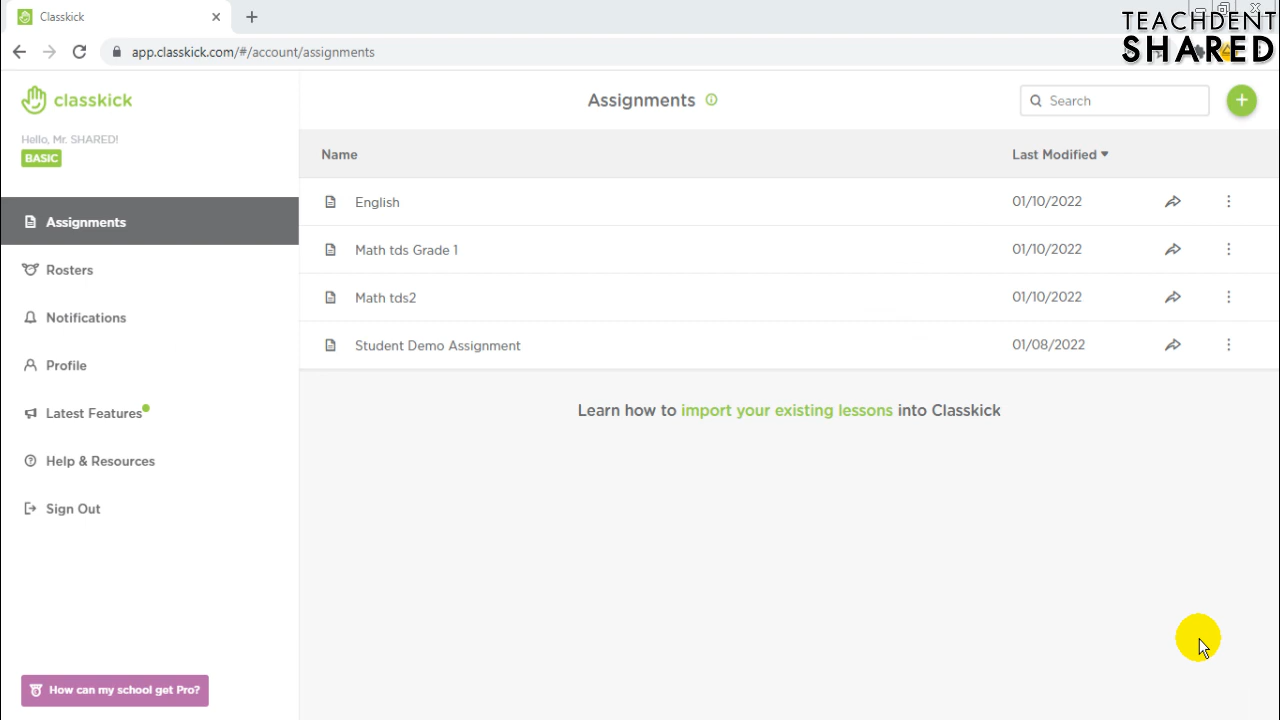 Classkick
TEACHDENT
SHARED
app.classkick.com/#/account/assignments
classkick
Hello, Mr. SHARED!
BASIC
Assignments
Rosters
Notifications
Profile
Latest Features
Help & Resources
Sign Out
How can my school get Pro?
Assignments
Search
Name Last Modified
English 01/10/2022
Math tds Grade 1 01/10/2022
Math tds2 01/10/2022
Student Demo Assignment 01/08/2022
Learn how to import your existing lessons into Classkick